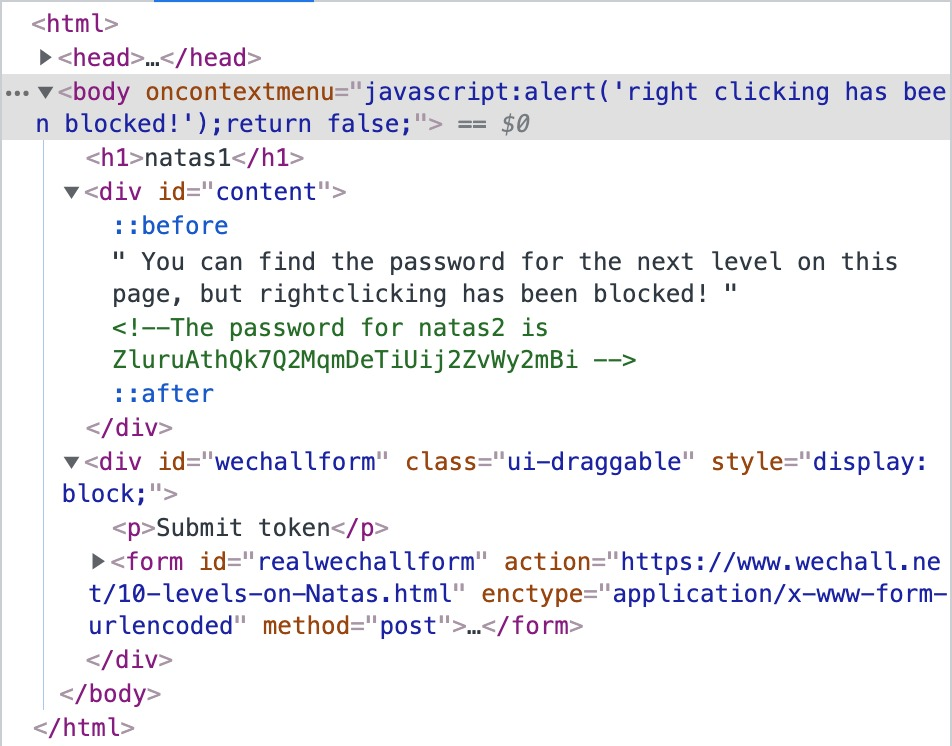 <html>
▶<head>…</head>
… ▼<body oncontextmenu="javascript:alert('right clicking has bee
n blocked!');return false;"> == $0
<h1>natas1</h1>
▼<div id="content">
::before
" You can find the password for the next level on this
page, but rightclicking has been blocked! "
<!--The password for natas2 is
ZluruAthQk7Q2MqmDeTiUij2ZvWy2mBi -->
::after
</div>
▼<div id="wechallform" class="ui-draggable" style="display:
block;">
<p>Submit token</p>
▶<form id="realwechallform" action="https://www.wechall.ne
t/10-levels-on-Natas.html" enctype="application/x-www-form-
urlencoded" method="post">…</form>
</div>
</body>
</html>